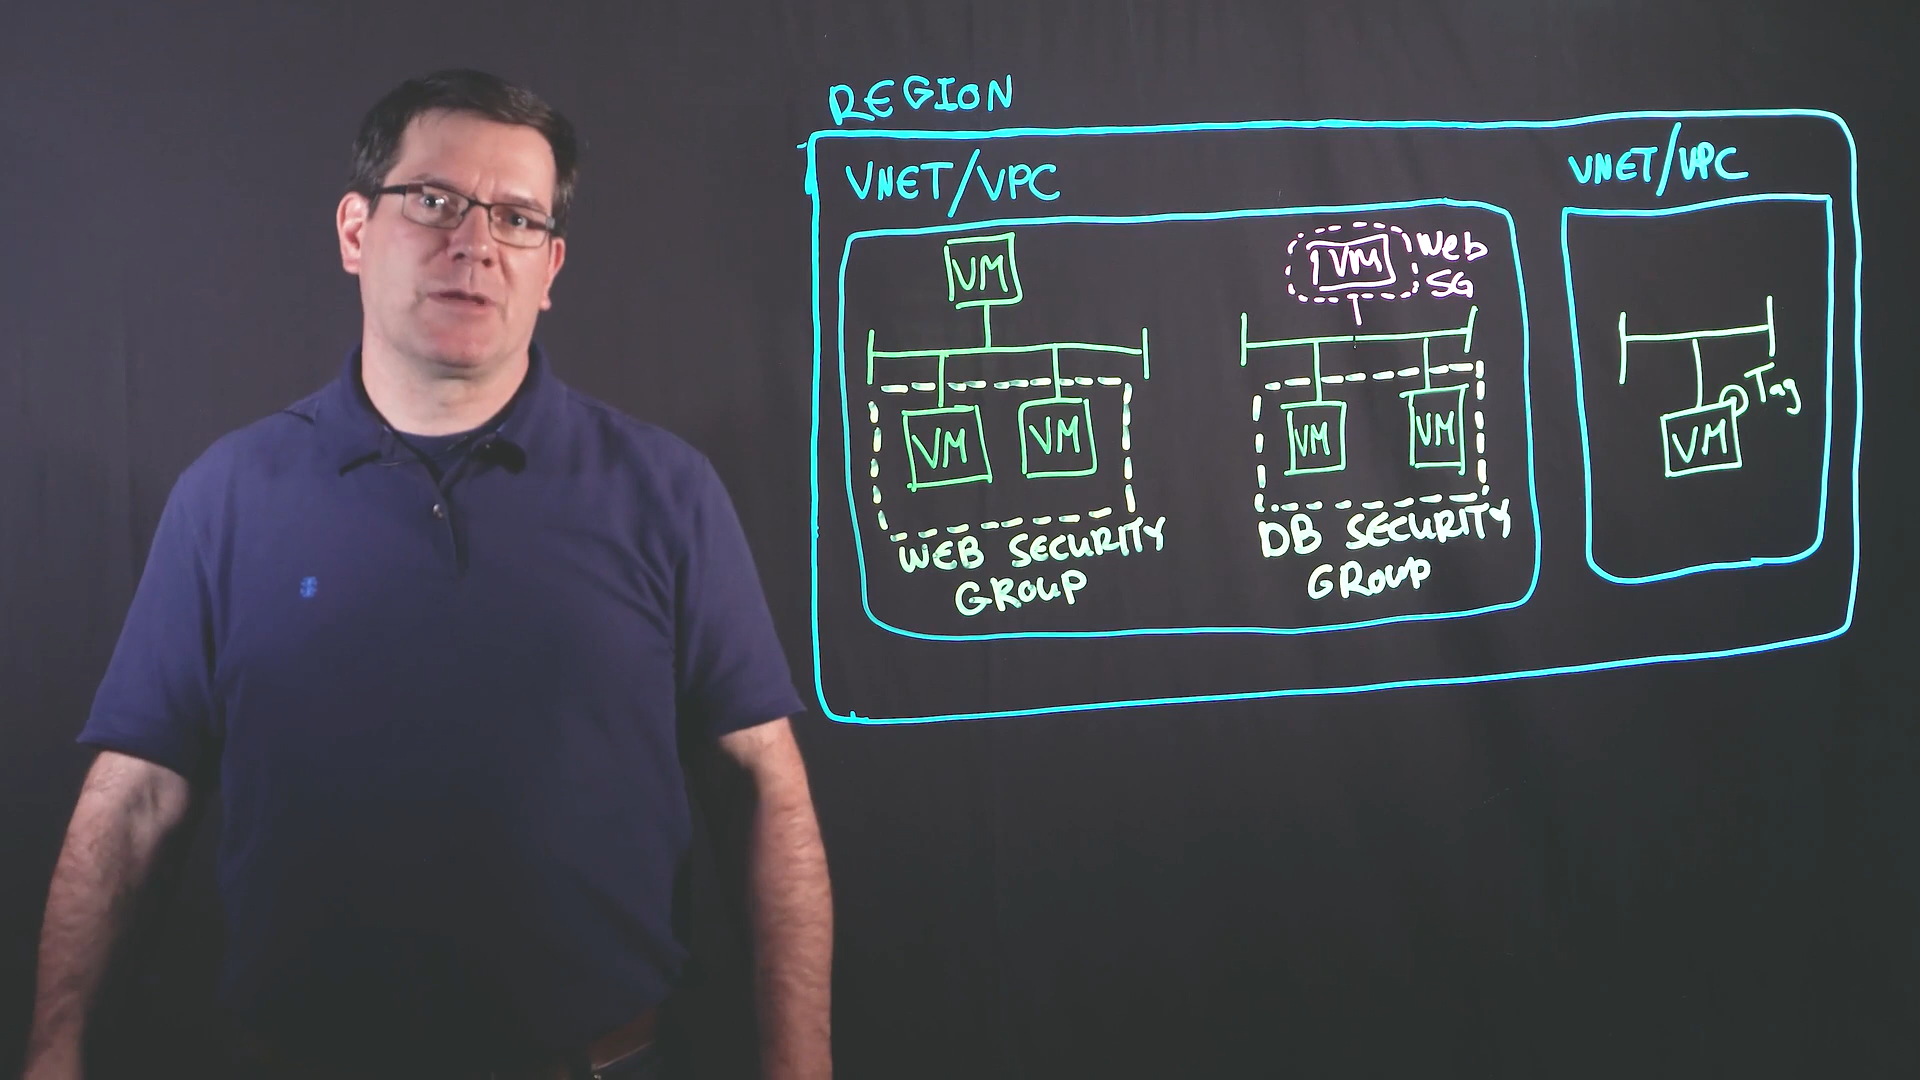 REGION
VNET/VPC
VNET/VPC
VM
VM
Web
SG
VM
VM
VM
VM
Tag
VM
WEB SECURITY
GROUP
DB SECURITY
GROUP